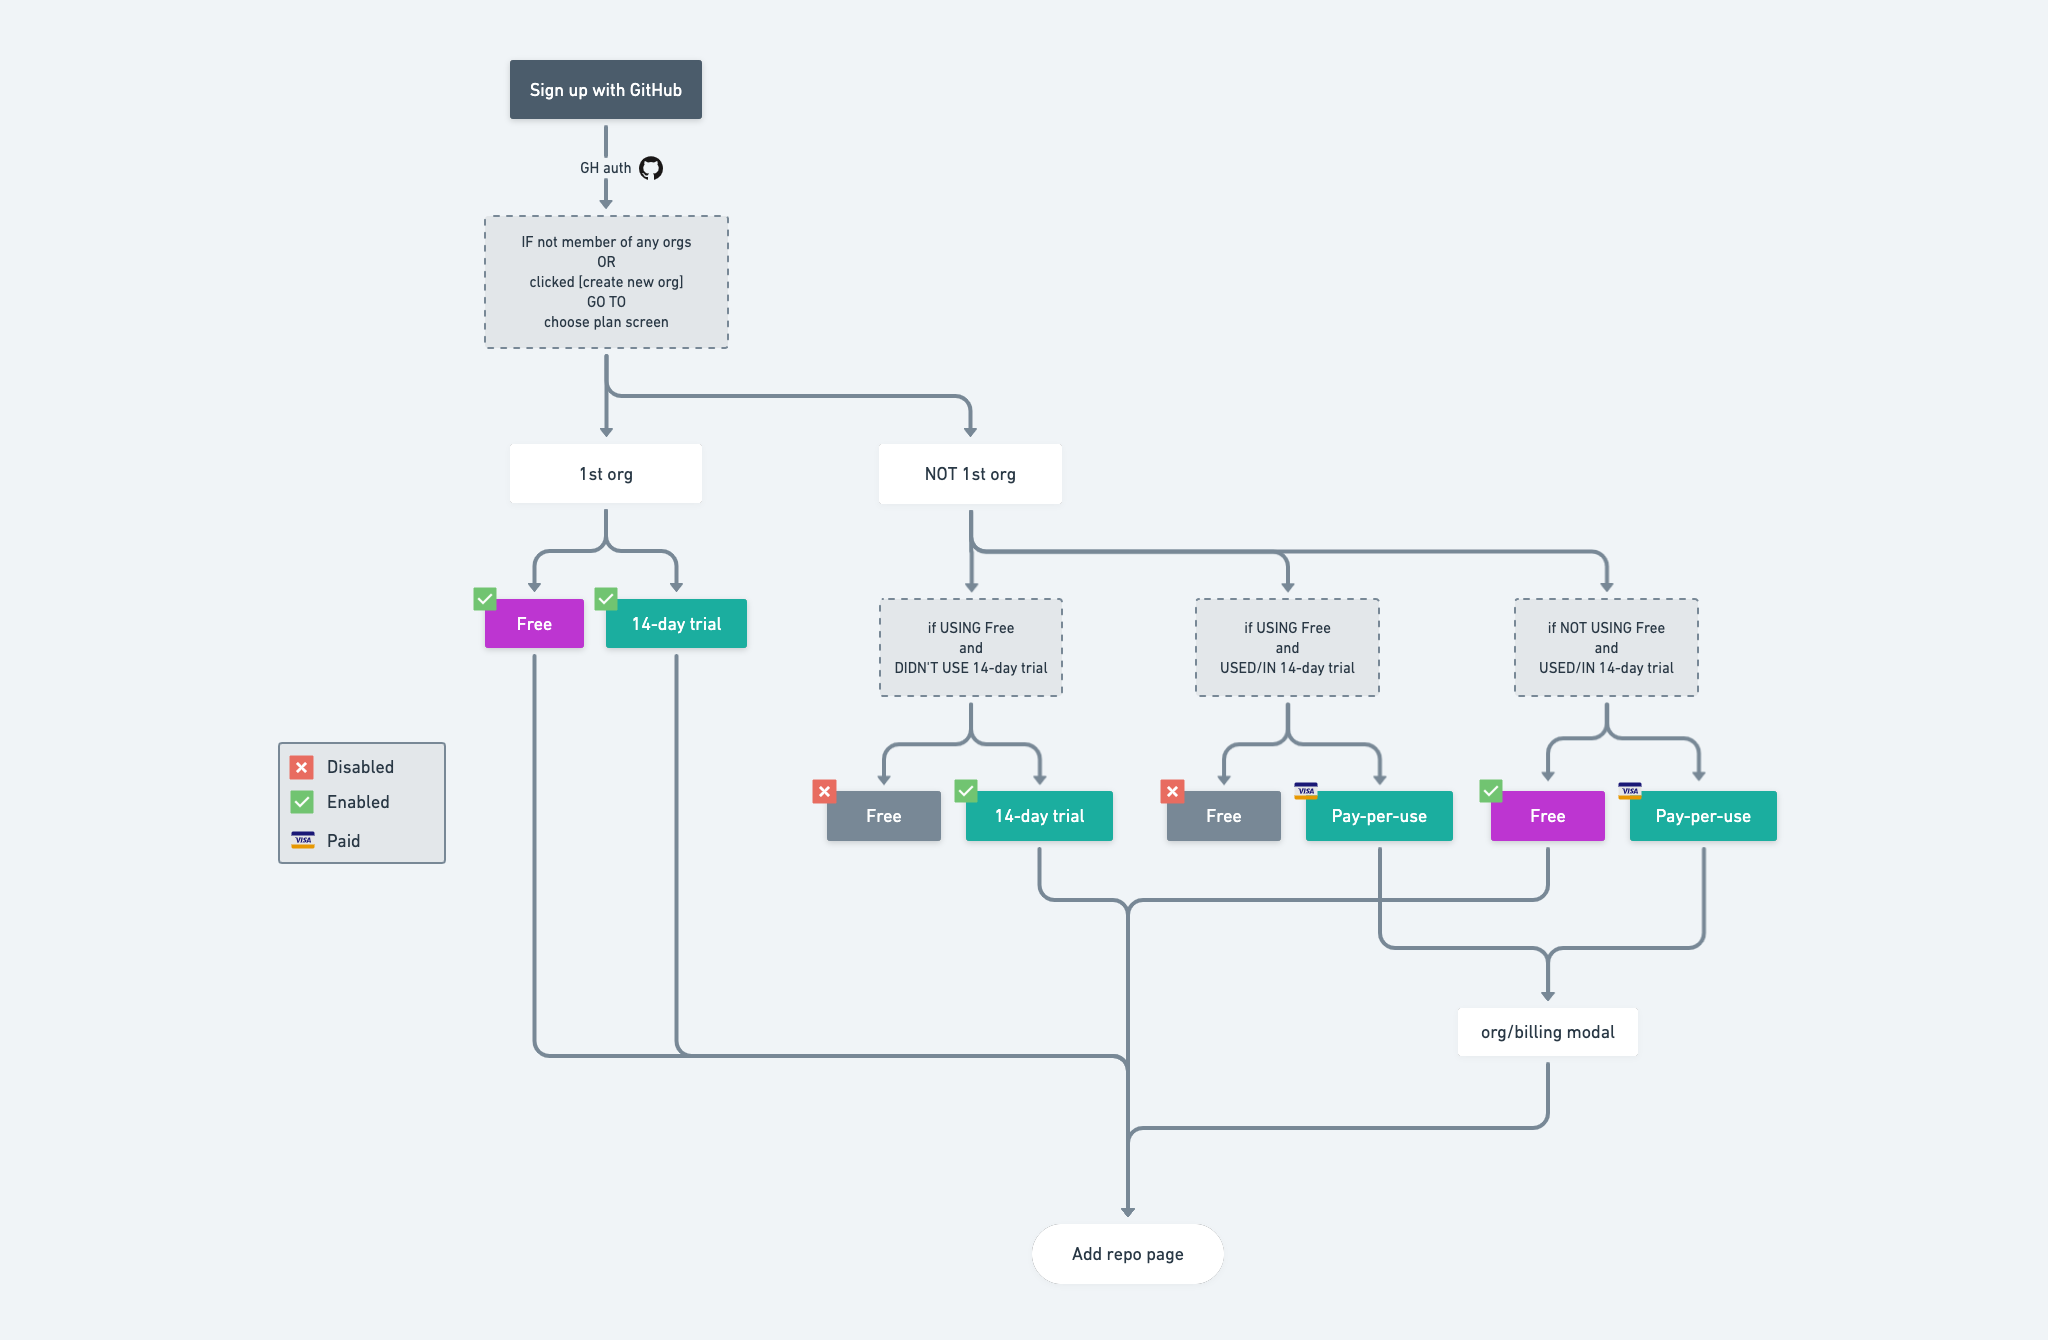 Sign up with GitHub
GH auth
IF not member of any orgs
OR
clicked [create new org]
GO TO
choose plan screen
1st org
NOT 1st org
Free
14-day trial
if USING Free
and
DIDN'T USE 14-day trial
if USING Free
and
USED/IN 14-day trial
if NOT USING Free
and
USED/IN 14-day trial
Disabled
Enabled
VISA
Paid
Free
14-day trial
Free
VISA
Pay-per-use
Free
VISA
Pay-per-use
org/billing modal
Add repo page